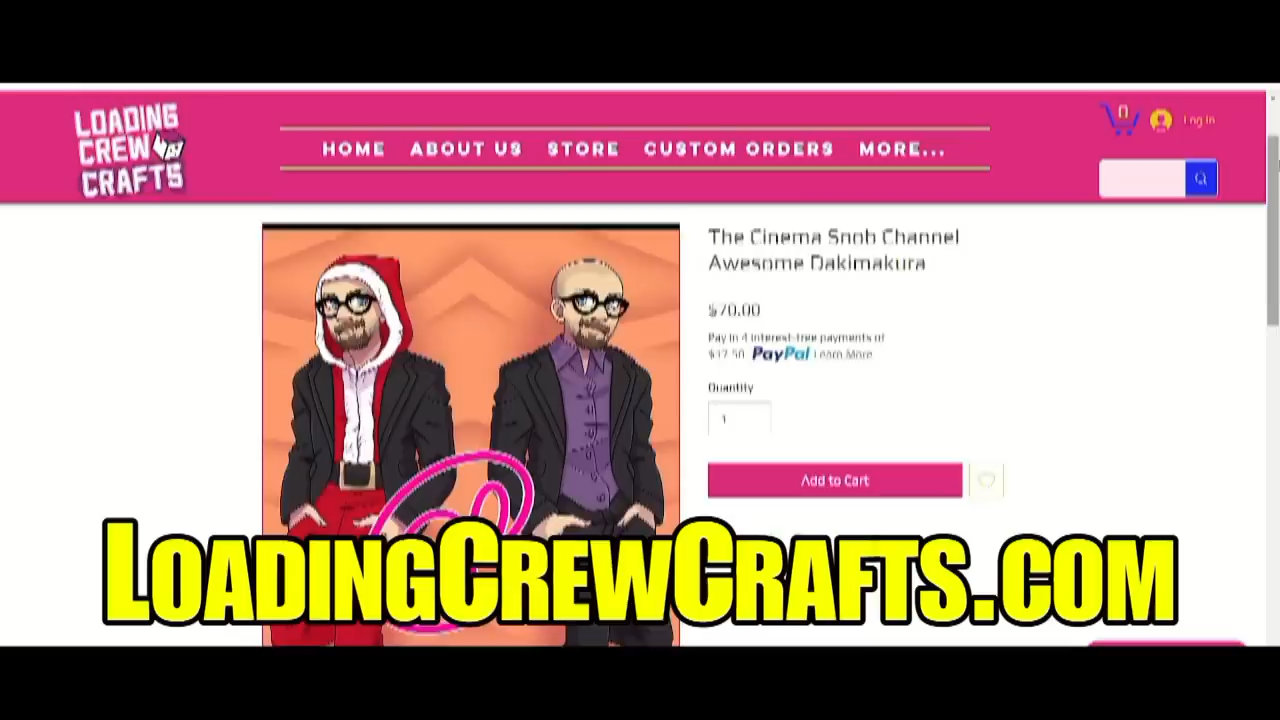 LOADING
CREW
CRAFTS
HOME ABOUT US STORE CUSTOM ORDERS MORE...
0
Log In
The Cinema Snob Channel
Awesome Dakimakura
$70.00
Pay in 4 interest-free payments of
$17.50 PayPal Learn More
Quantity
1
Add to Cart
LOADINGCREWCRAFTS.COM